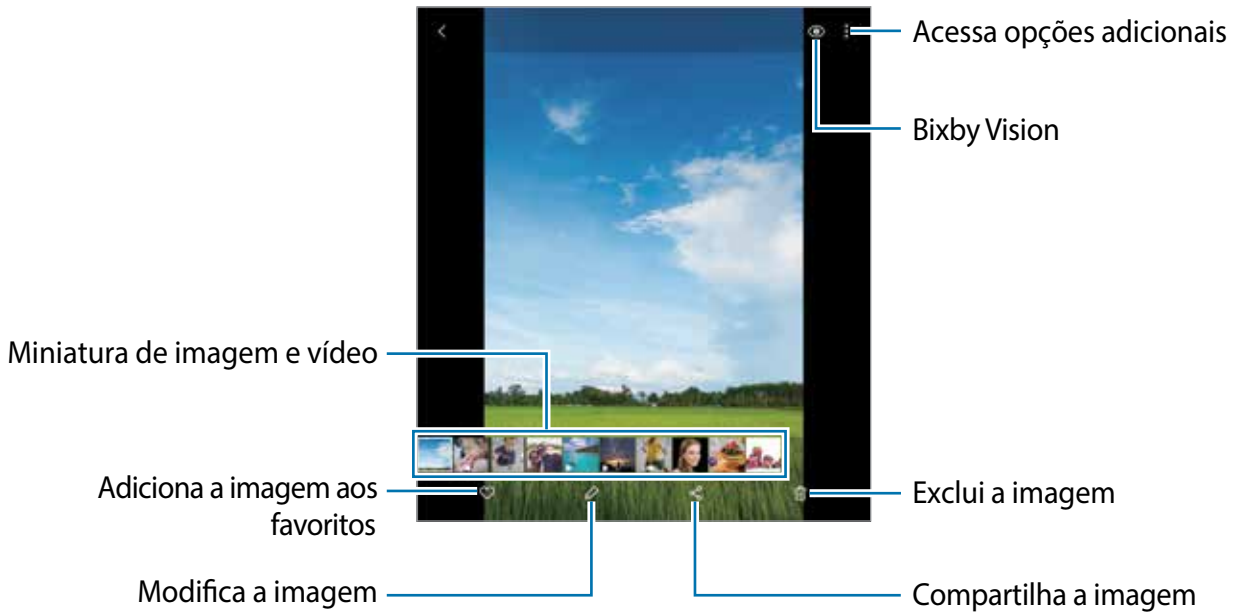 Acessa opções adicionais
Bixby Vision
Miniatura de imagem e vídeo
Adiciona a imagem aos
favoritos
Exclui a imagem
Modifica a imagem
Compartilha a imagem